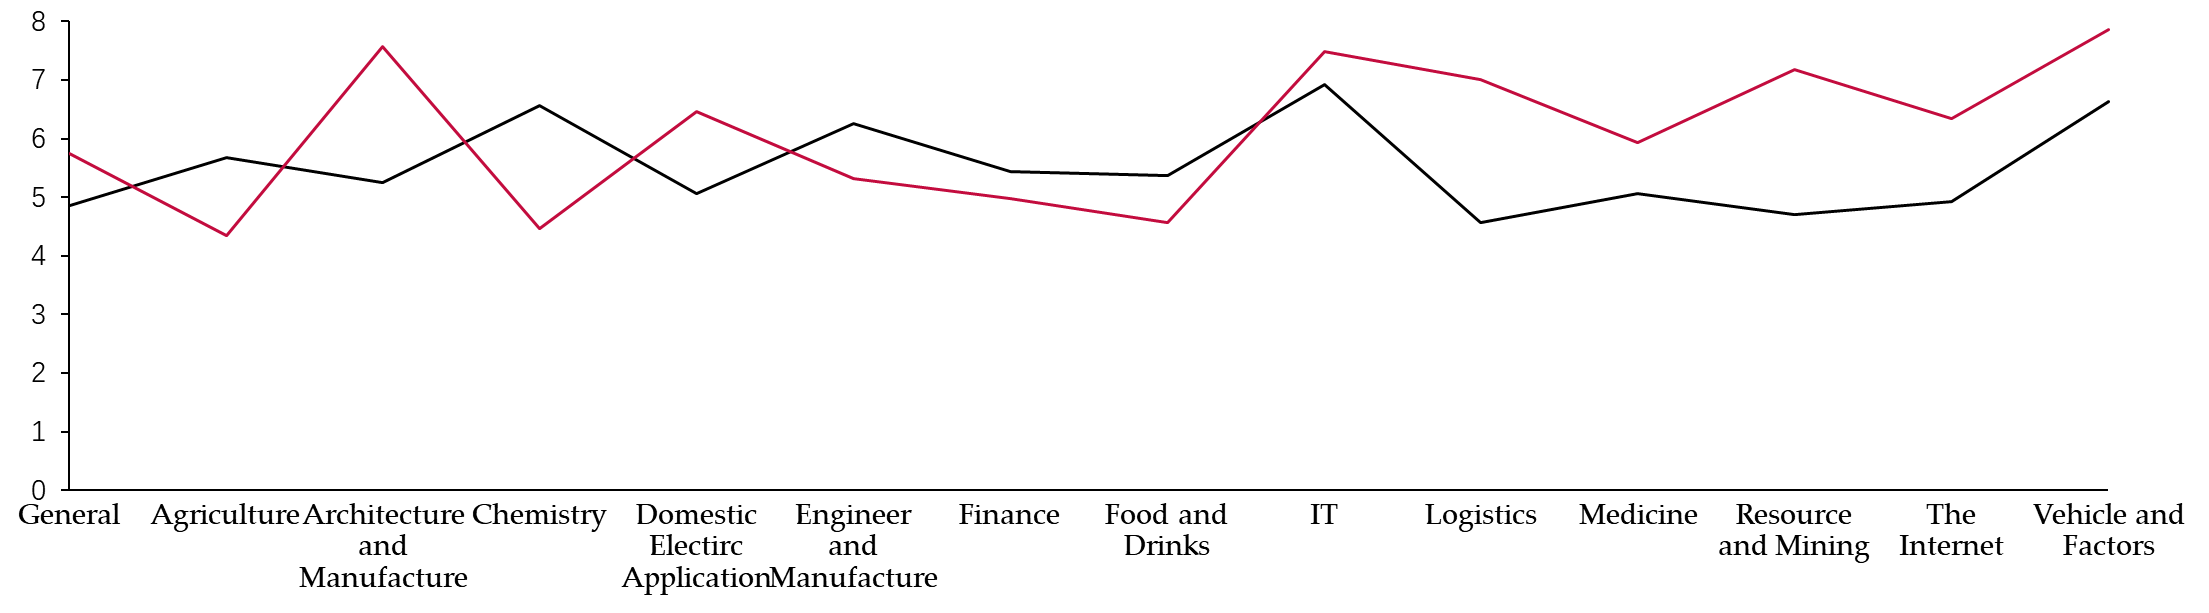 8
7
6
5
4
3
2
1
0
General
Agriculture
Architecture
and
Manufacture
Chemistry
Domestic
Electirc
Application
Engineer
and
Manufacture
Finance
Food and
Drinks
IT
Logistics
Medicine
Resource
and Mining
The
Internet
Vehicle and
Factors